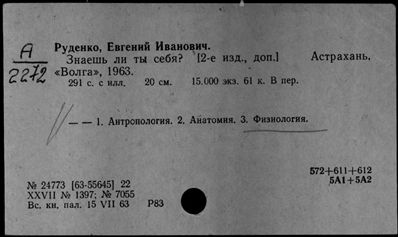 А
2272
Руденко, Евгений Иванович.
Знаешь ли ты себя? [2-е изд., доп.] Астрахань,
«Волга», 1963.
291 с. с илл. 20 см. 15.000 экз. 61 к. В пер.
— — 1. Антропология. 2. Анатомия. 3. Физиология.
572+611+612
5А1+5А2
№ 24773 [63-55645] 22
XXVII № 1397; № 7055
Вс. кн. пал. 15 VII 63 Р83